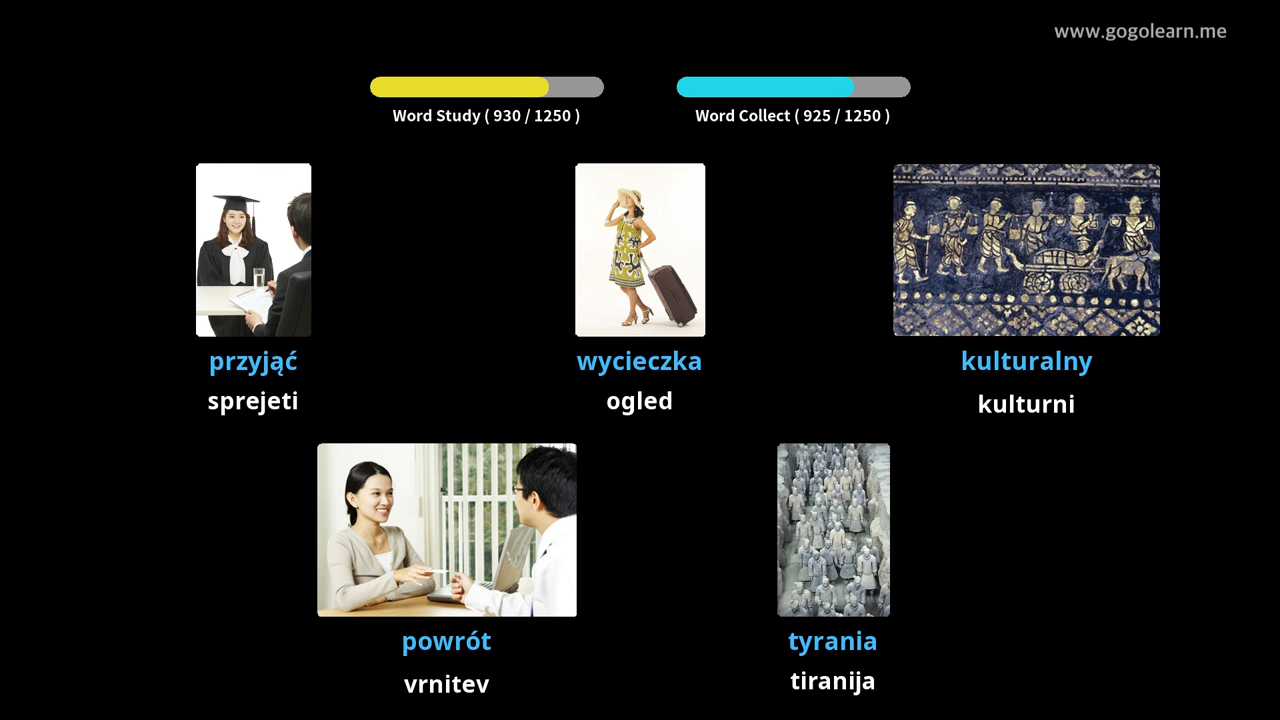 www.gogolearn.me
Word Study ( 930 / 1250 )
Word Collect ( 925 / 1250 )
przyjąć
sprejeti
wycieczka
ogled
kulturalny
kulturni
powrót
vrnitev
tyrania
tiranija